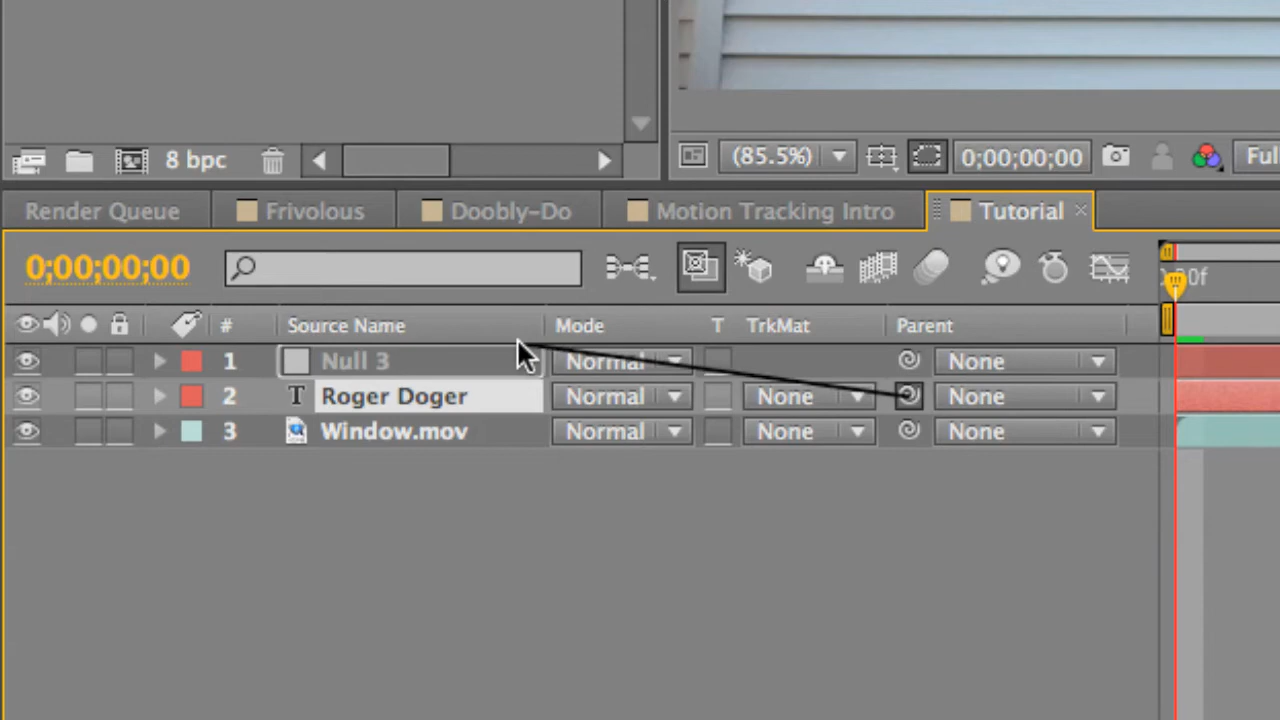 8 bpc
(85.5%) 0;00;00;00 Ful
Render Queue Frivolous Doobly-Do Motion Tracking Intro Tutorial ×
0;00;00;00
:00f
# Source Name Mode T TrkMat Parent
1 Null 3 Normal None
2 T Roger Doger Normal None None
3 Window.mov Normal None None